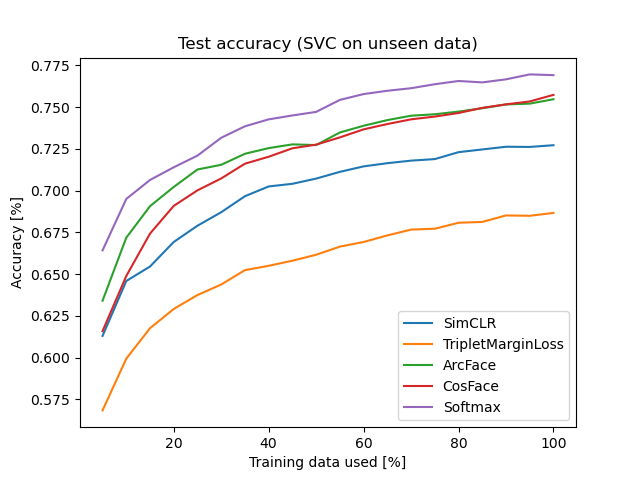 Test accuracy (SVC on unseen data)
Accuracy [%]
0.775
0.750
0.725
0.700
0.675
0.650
0.625
0.600
0.575
SimCLR
TripletMarginLoss
ArcFace
CosFace
Softmax
20 40 60 80 100
Training data used [%]